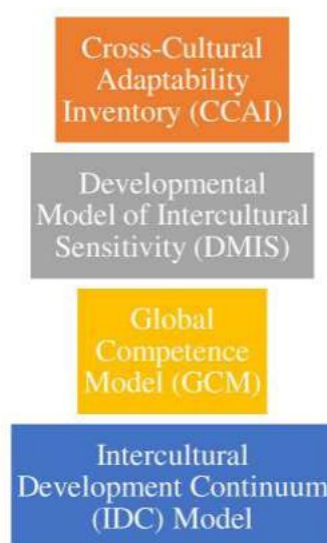 Cross-Cultural
Adaptability
Inventory (CCAI)
Developmental
Model of Intercultural
Sensitivity (DMIS)
Global
Competence
Model (GCM)
Intercultural
Development Continuum
(IDC) Model